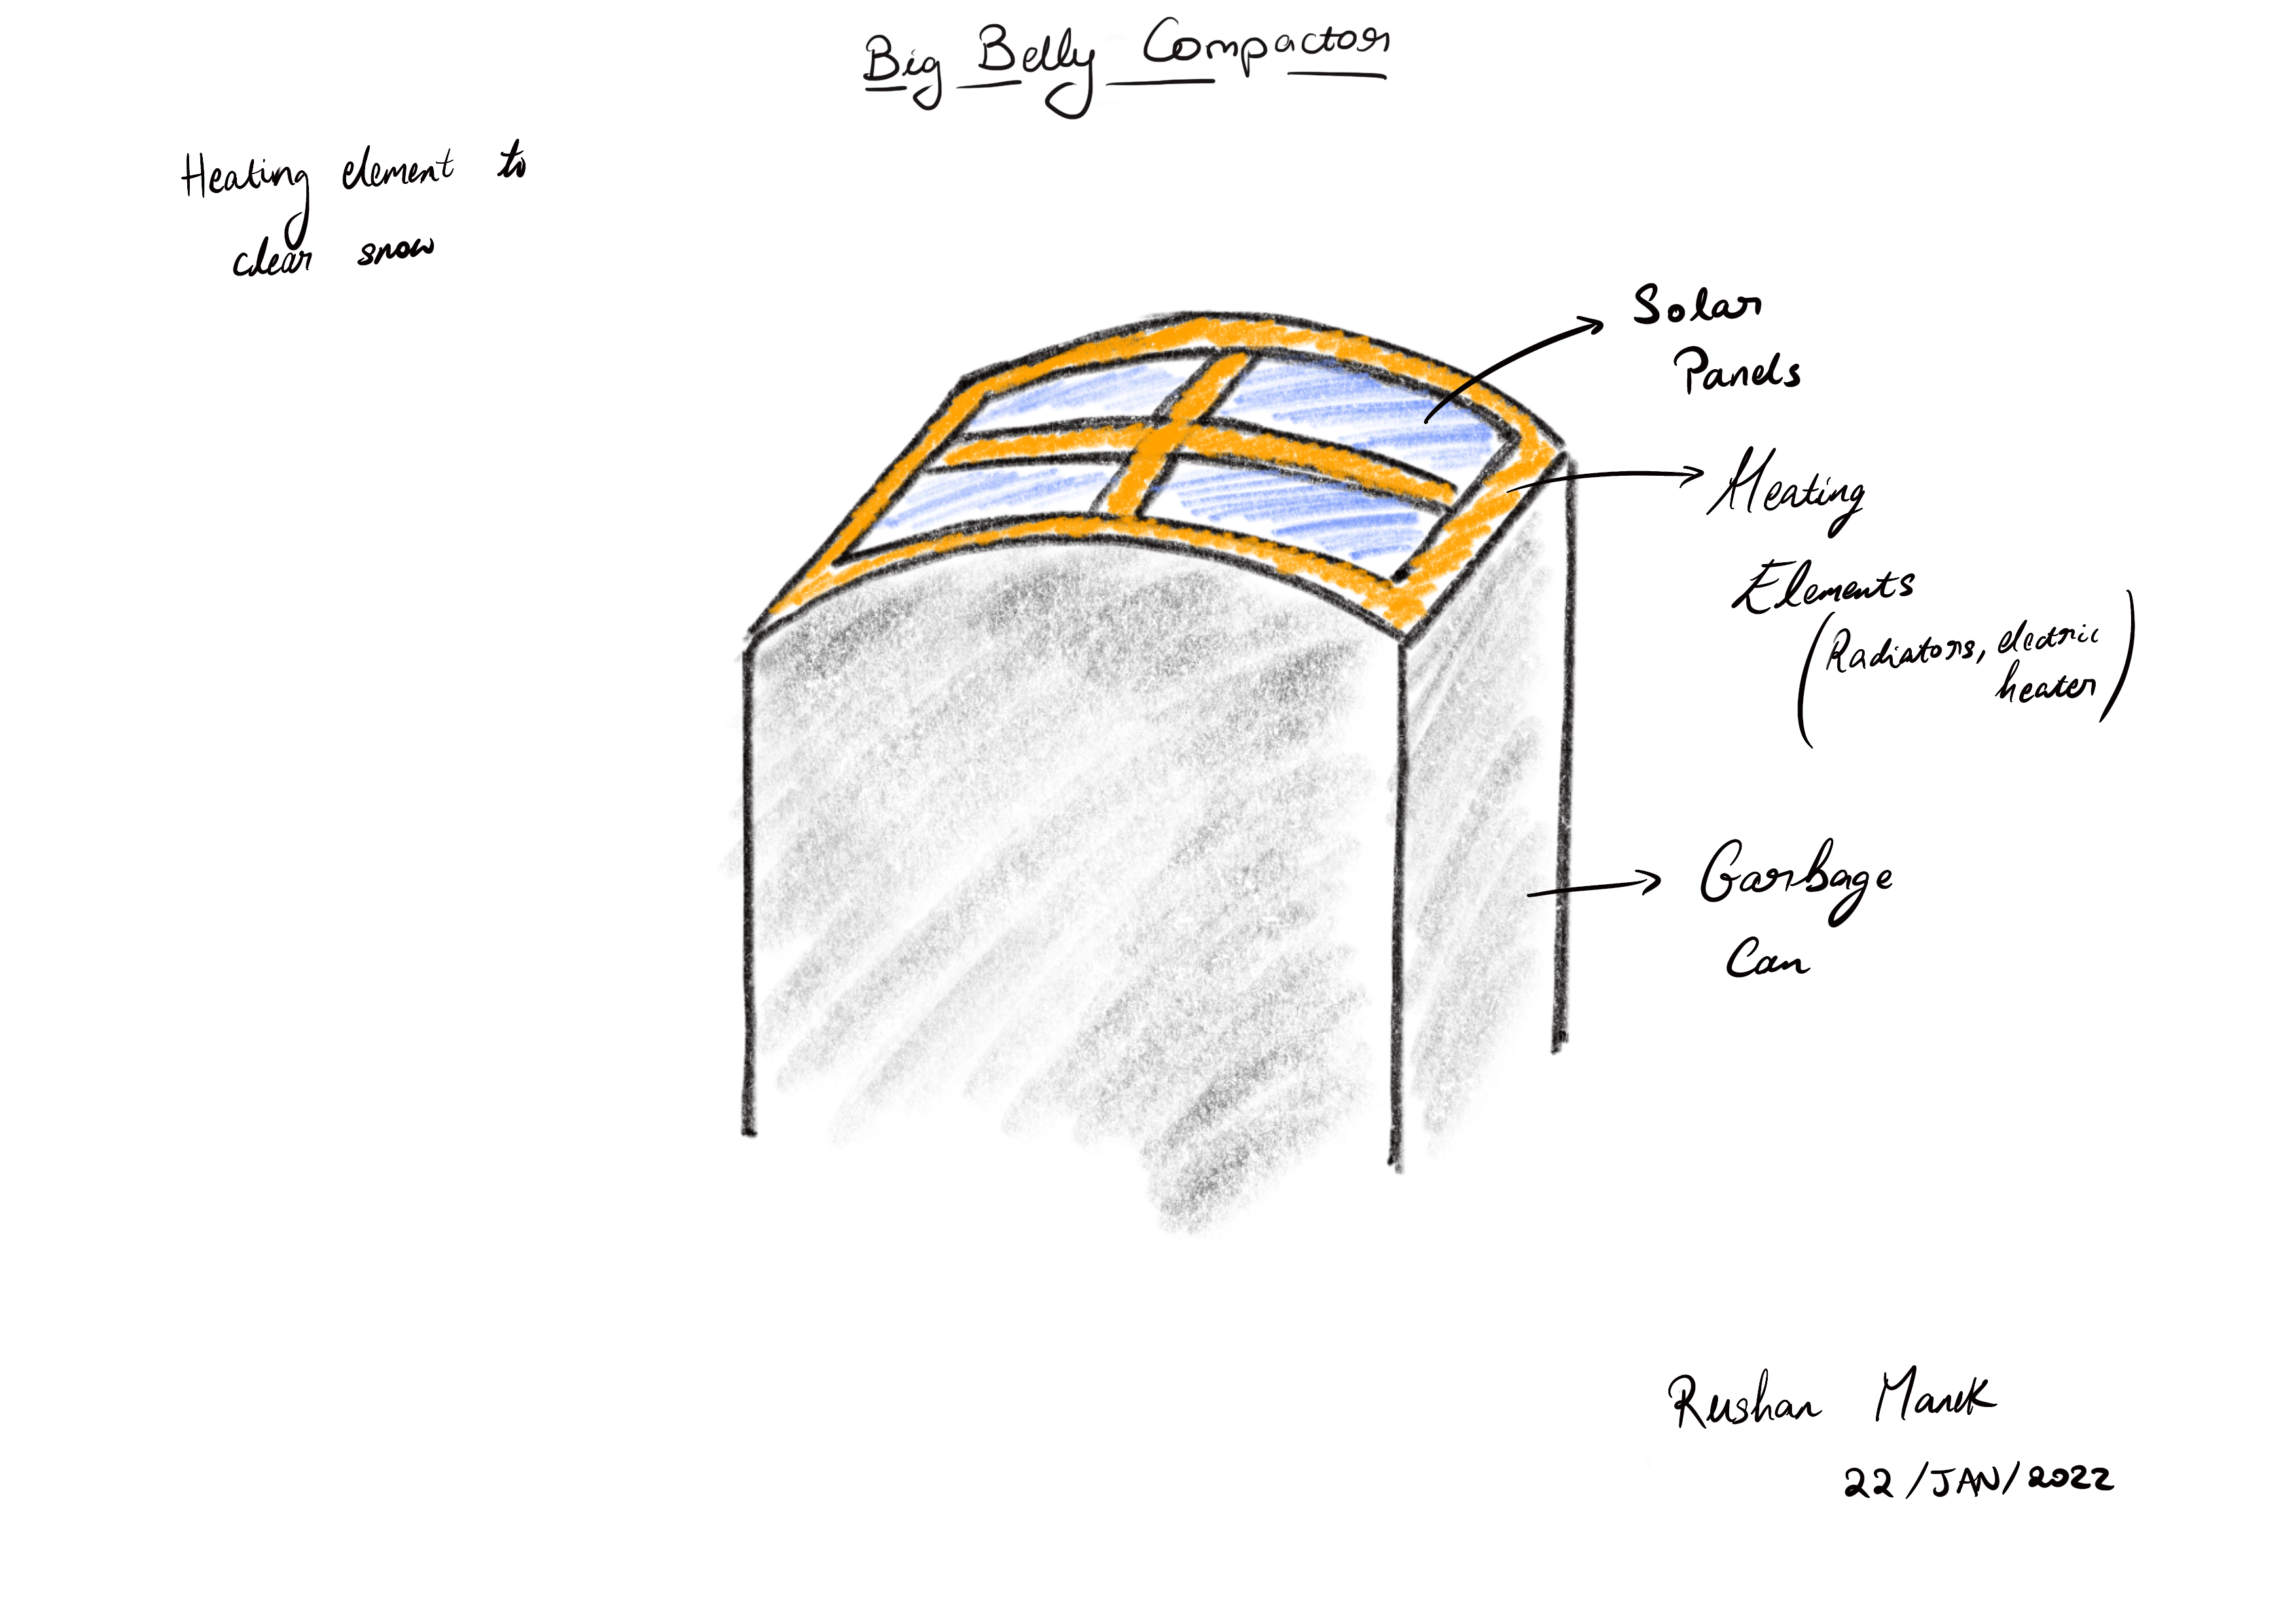 Big Belly Compactor
Heating element to
clear snow
Solar
Panels
Heating
Elements
(Radiators, electric
heater)
Garbage
Can
Rushan Manek
22/JAN/2022